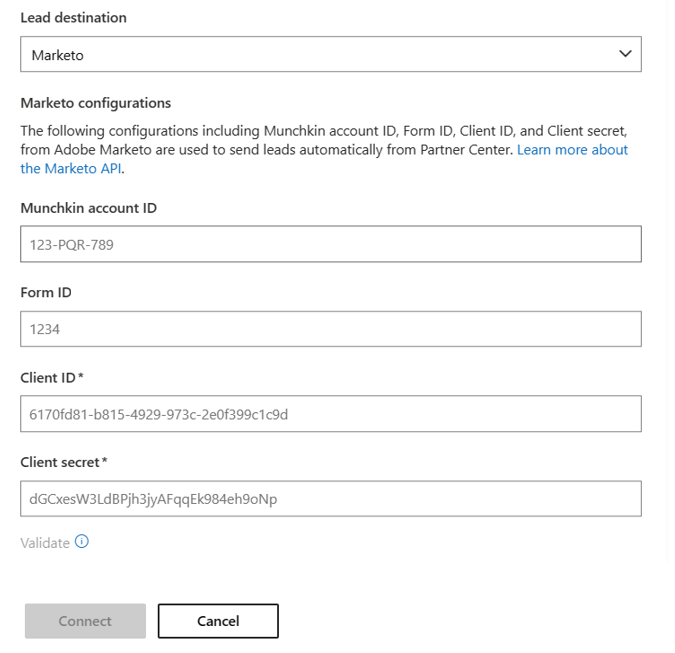 Lead destination
Marketo
Marketo configurations
The following configurations including Munchkin account ID, Form ID, Client ID, and Client secret,
from Adobe Marketo are used to send leads automatically from Partner Center. Learn more about
the Marketo API.
Munchkin account ID
123-PQR-789
Form ID
1234
Client ID*
6170fd81-b815-4929-973c-2e0f399c1c9d
Client secret*
dGCxesW3LdBPjh3jyAFqqEk984eh9oNp
Validate
Connect Cancel